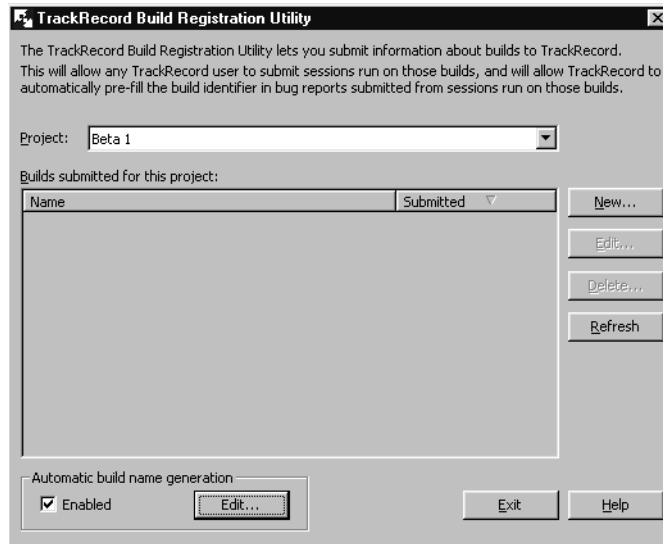 TrackRecord Build Registration Utility
The TrackRecord Build Registration Utility lets you submit information about builds to TrackRecord.
This will allow any TrackRecord user to submit sessions run on those builds, and will allow TrackRecord to
automatically pre-fill the build identifier in bug reports submitted from sessions run on those builds.
Project: Beta 1
Builds submitted for this project:
Name Submitted
New...
Edit...
Delete...
Refresh
Automatic build name generation
Enabled Edit... Exit Help